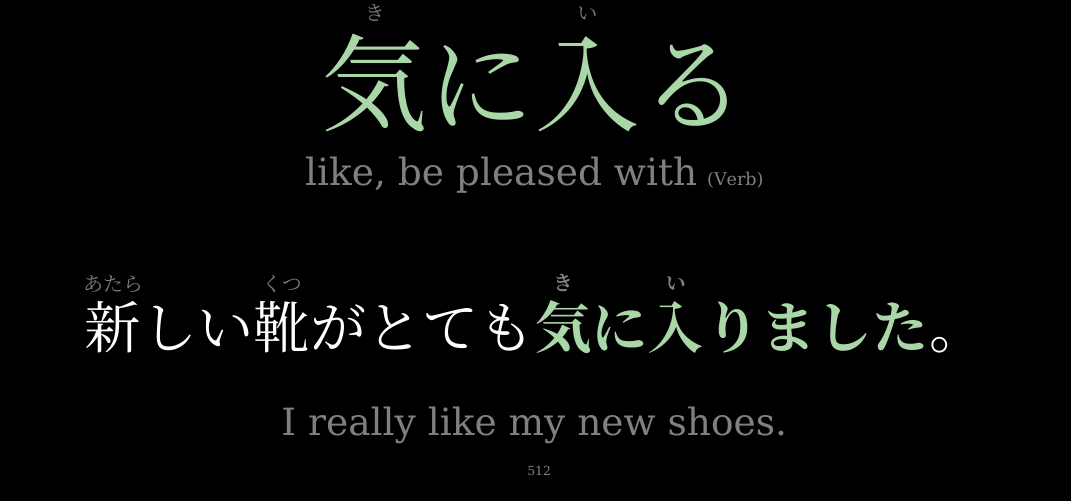 き い
気に入る
like, be pleased with (Verb)
あたら くつ き い
新しい靴がとても気に入りました。
I really like my new shoes.
512